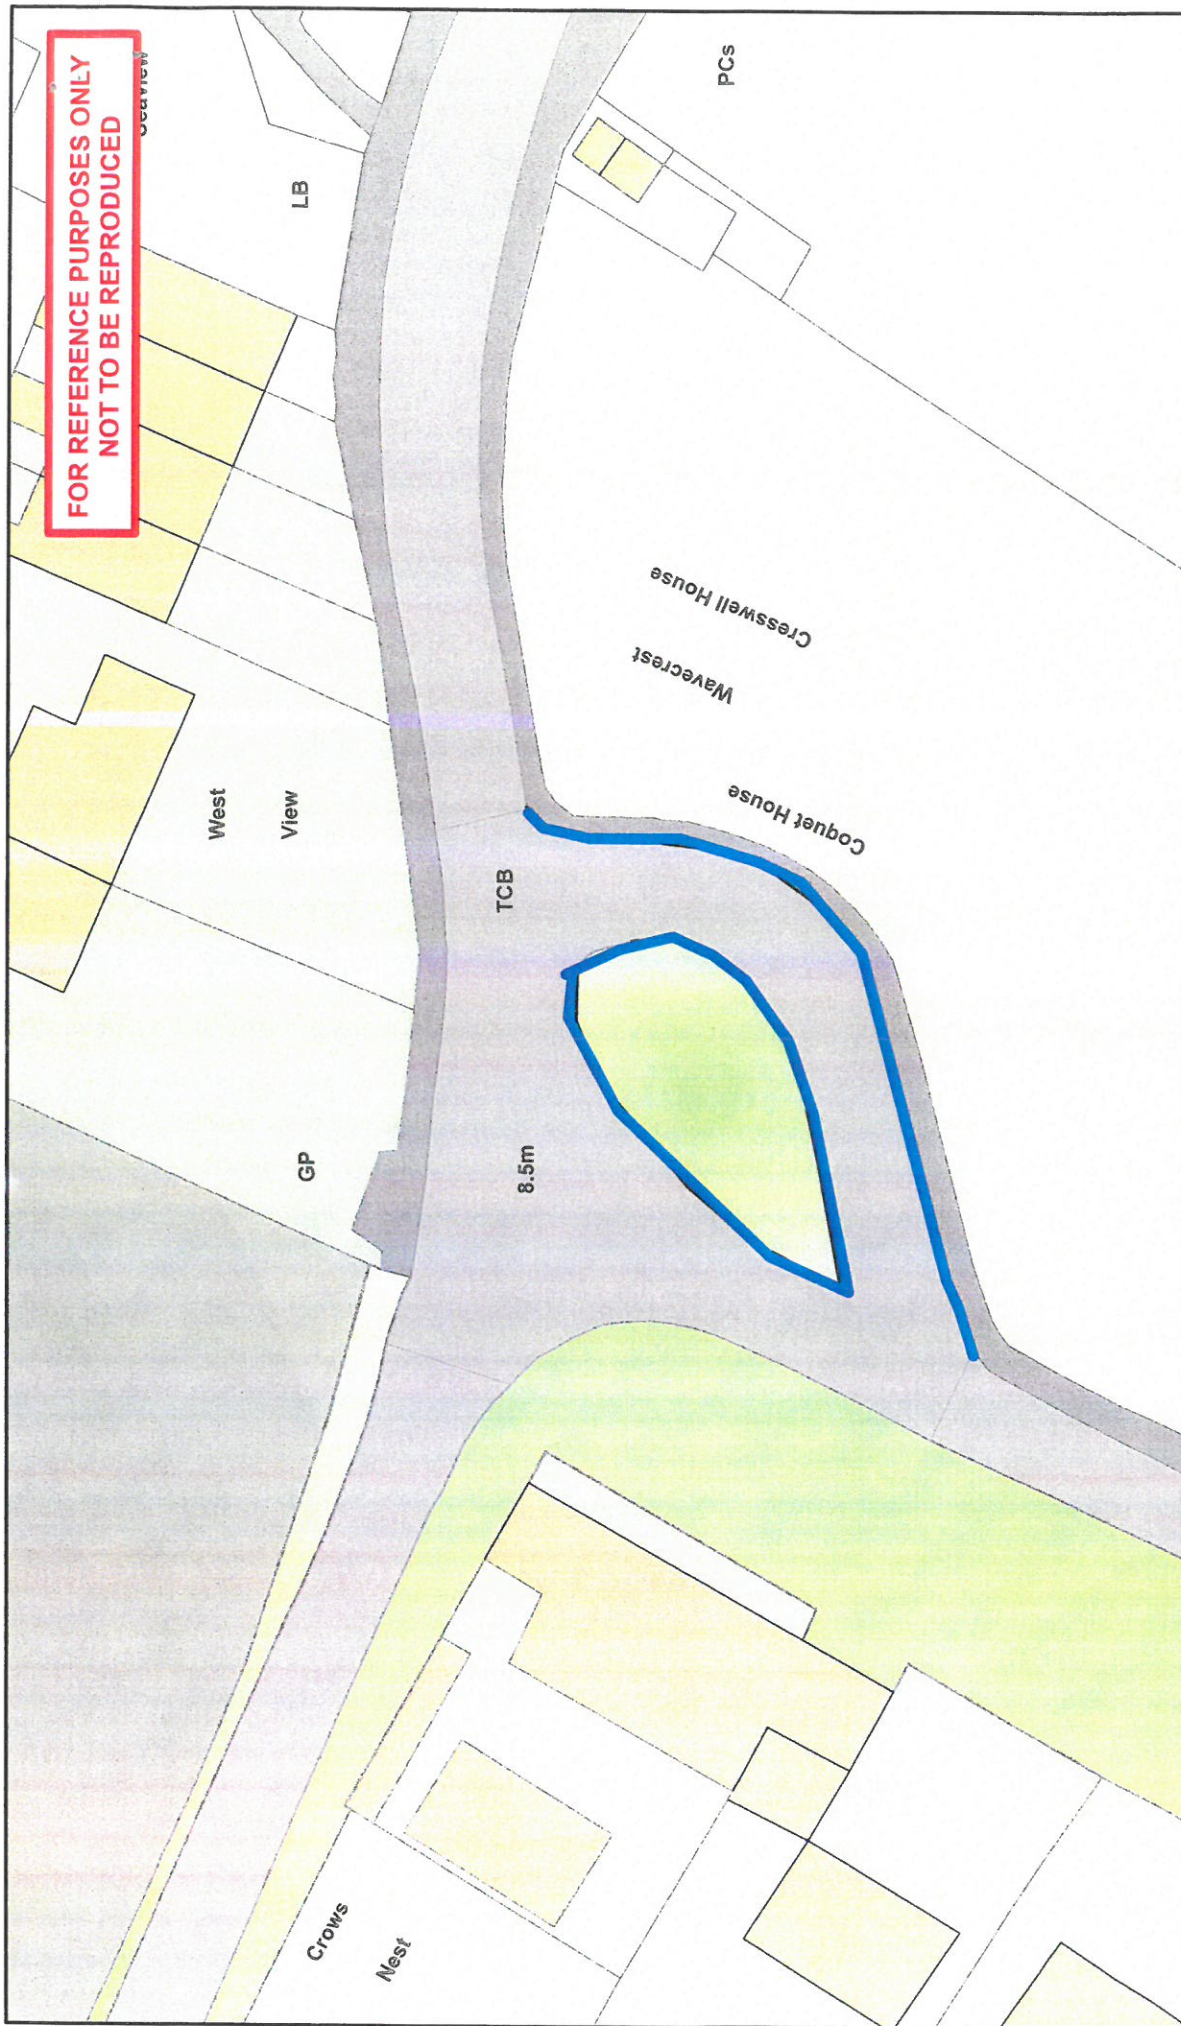 FOR REFERENCE PURPOSES ONLY
NOT TO BE REPRODUCED
Seaview
LB
PCs
West
View
Cresswell House
Wavecrest
Coquet House
TCB
GP
8.5m
Crows
Nest